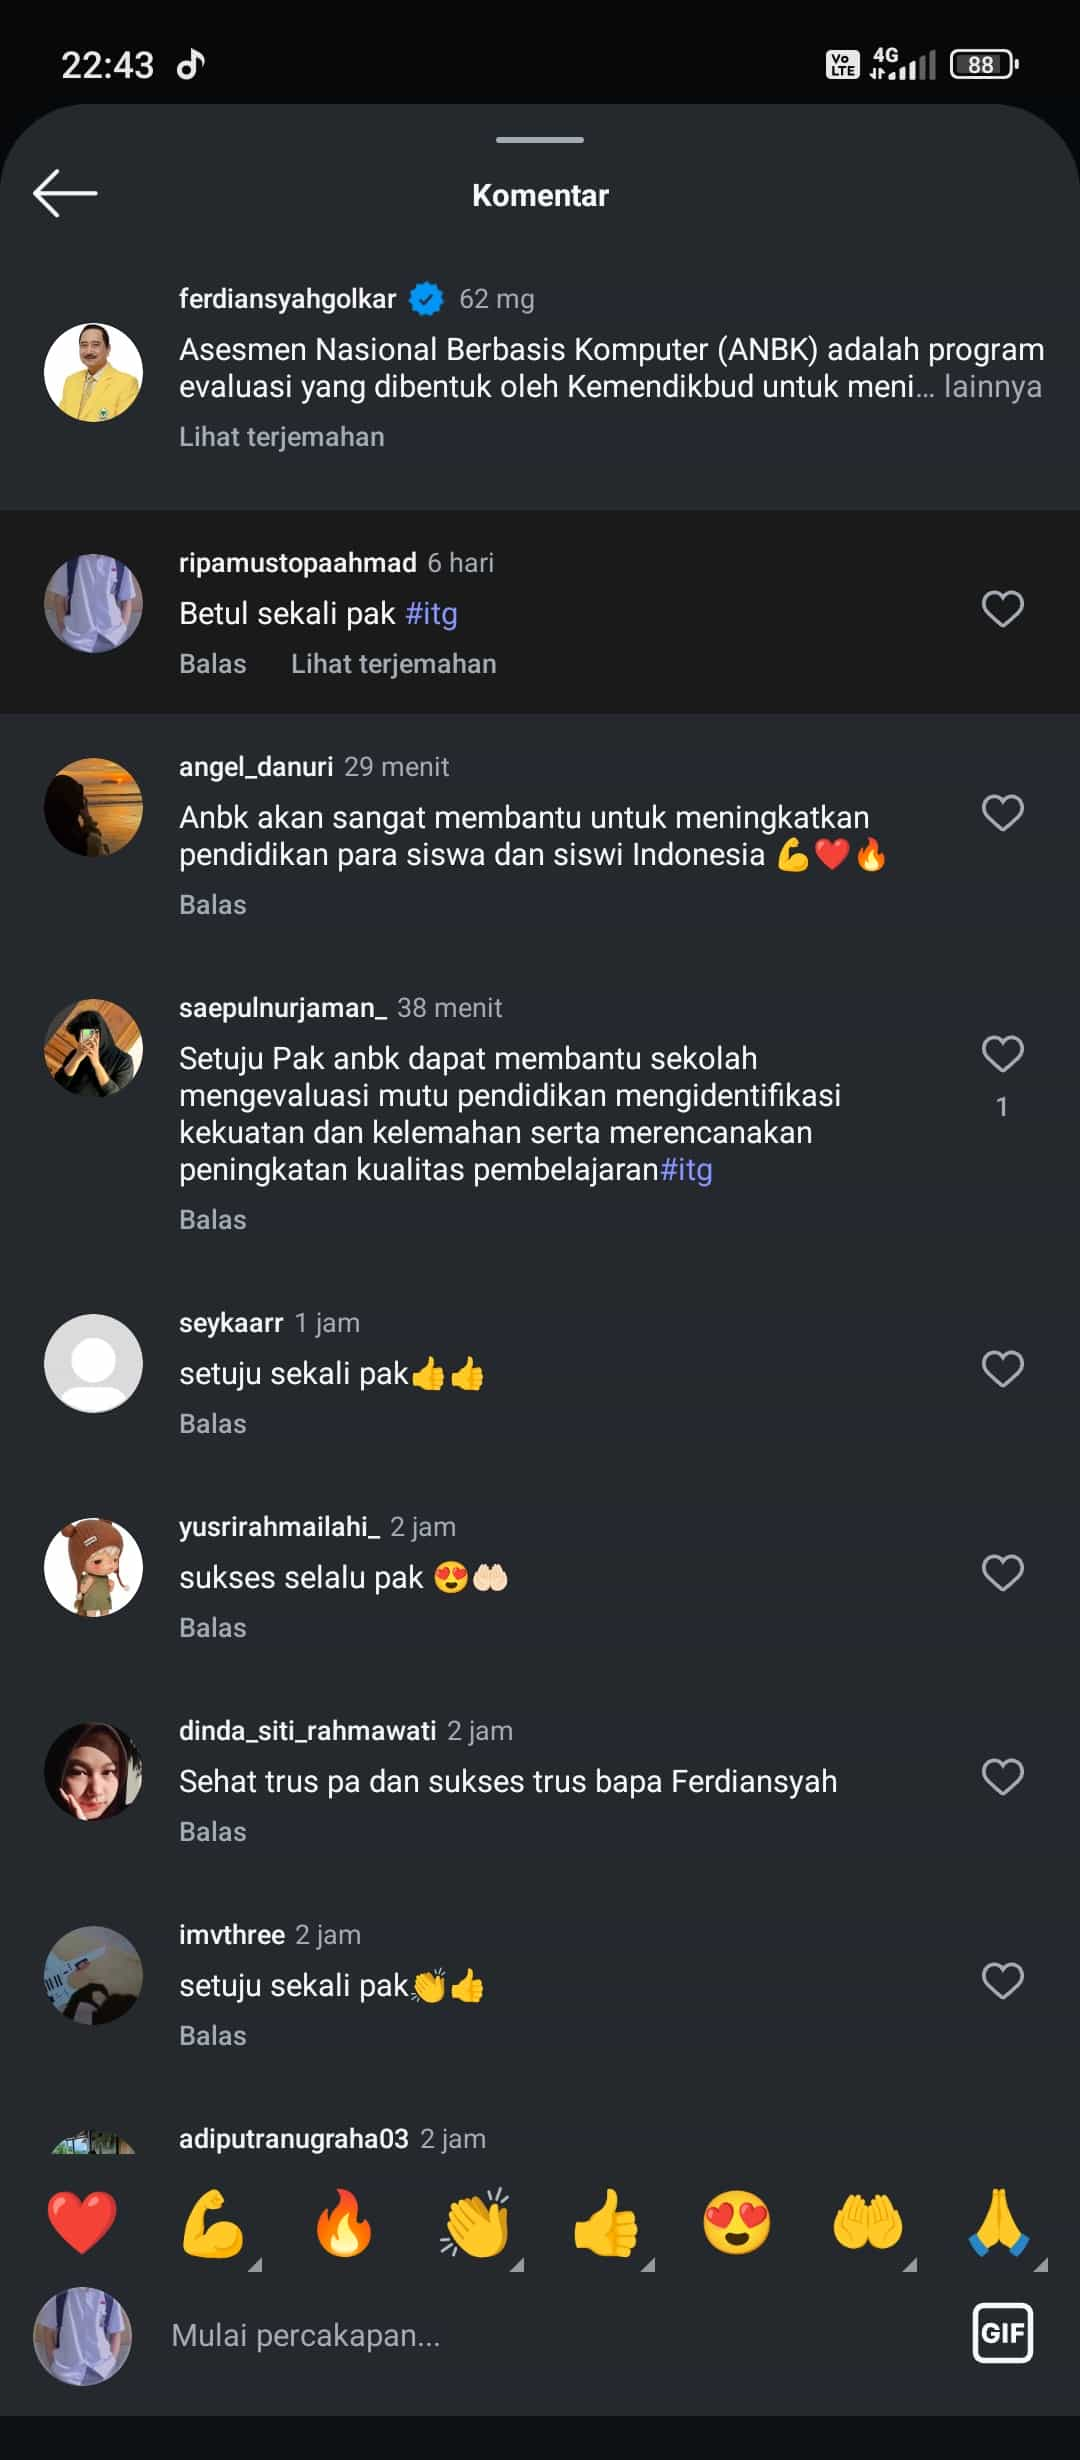 22:43
Vo LTE 4G 88
Komentar
ferdiansyahgolkar 62 mg
Asesmen Nasional Berbasis Komputer (ANBK) adalah program
evaluasi yang dibentuk oleh Kemendikbud untuk meni... lainnya
Lihat terjemahan
ripamustopaahmad 6 hari
Betul sekali pak #itg
Balas Lihat terjemahan
angel_danuri 29 menit
Anbk akan sangat membantu untuk meningkatkan
pendidikan para siswa dan siswi Indonesia 💪❤️🔥
Balas
saepulnurjaman_ 38 menit
Setuju Pak anbk dapat membantu sekolah
mengevaluasi mutu pendidikan mengidentifikasi
kekuatan dan kelemahan serta merencanakan
peningkatan kualitas pembelajaran#itg
1
Balas
seykaarr 1 jam
setuju sekali pak👍👍
Balas
yusrirahmailahi_ 2 jam
sukses selalu pak 😍🤲🏻
Balas
dinda_siti_rahmawati 2 jam
Sehat trus pa dan sukses trus bapa Ferdiansyah
Balas
imvthree 2 jam
setuju sekali pak👏👍
Balas
adiputranugraha03 2 jam
❤️💪🔥👏👍😍🤲🙏
Mulai percakapan...
GIF